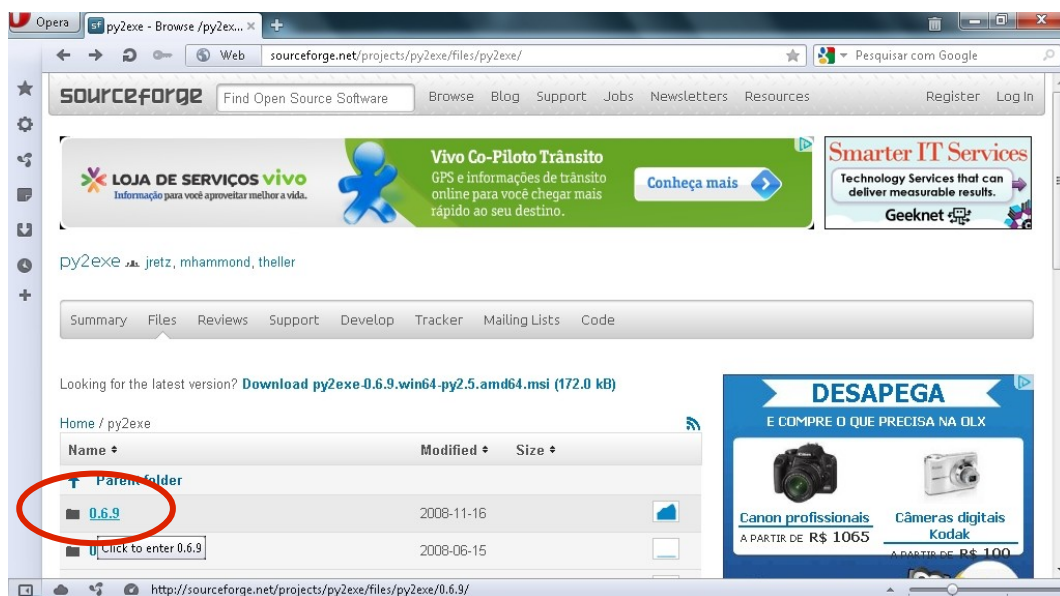 Opera
py2exe - Browse /py2ex...
Web
sourceforge.net/projects/py2exe/files/py2exe/
Pesquisar com Google
sourceforge
Find Open Source Software
Browse Blog Support Jobs Newsletters Resources
Register Log In
LOJA DE SERVIÇOS vivo
Informação para você aproveitar melhor a vida.
Vivo Co-Piloto Trânsito
GPS e informações de trânsito
online para você chegar mais
rápido ao seu destino.
Conheça mais
Smarter IT Services
Technology Services that can
deliver measurable results.
Geeknet
py2exe jretz, mhammond, theller
Summary Files Reviews Support Develop Tracker Mailing Lists Code
Looking for the latest version? Download py2exe-0.6.9.win64-py2.5.amd64.msi (172.0 kB)
Home / py2exe
Name Modified Size
Parent folder
0.6.9 2008-11-16
Click to enter 0.6.9
2008-06-15
DESAPEGA
E COMPRE O QUE PRECISA NA OLX
Canon profissionais
A PARTIR DE R$ 1065
Câmeras digitais
Kodak
A PARTIR DE R$ 100
http://sourceforge.net/projects/py2exe/files/py2exe/0.6.9/